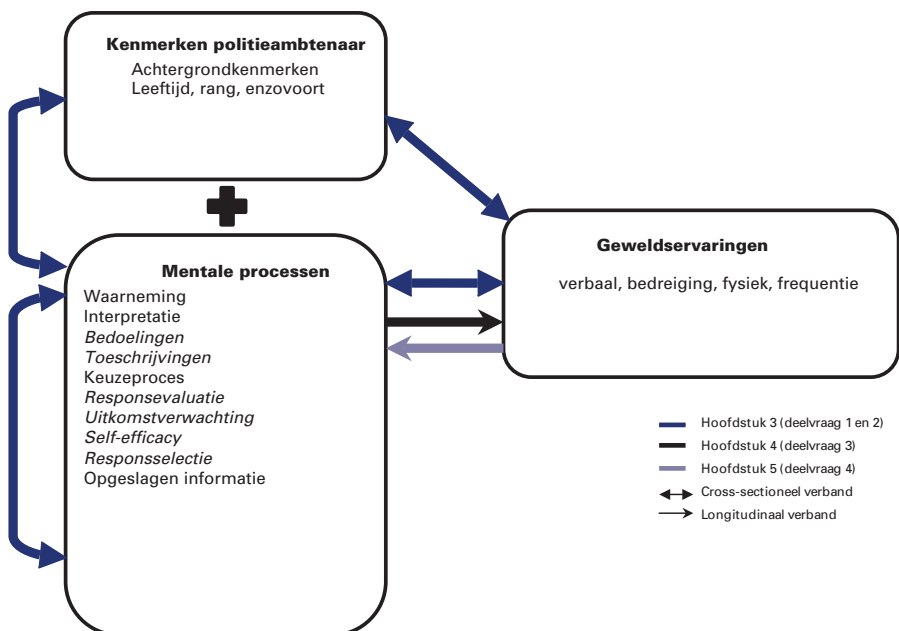 Kenmerken politieambtenaar
Achtergrondkenmerken
Leeftijd, rang, enzovoort
Mentale processen
Waarneming
Interpretatie
Bedoelingen
Toeschrijvingen
Keuzeproces
Responsevaluatie
Uitkomstverwachting
Self-efficacy
Responsselectie
Opgeslagen informatie
Geweldservaringen
verbaal, bedreiging, fysiek, frequentie
Hoofdstuk 3 (deelvraag 1 en 2)
Hoofdstuk 4 (deelvraag 3)
Hoofdstuk 5 (deelvraag 4)
Cross-sectioneel verband
Longitudinaal verband